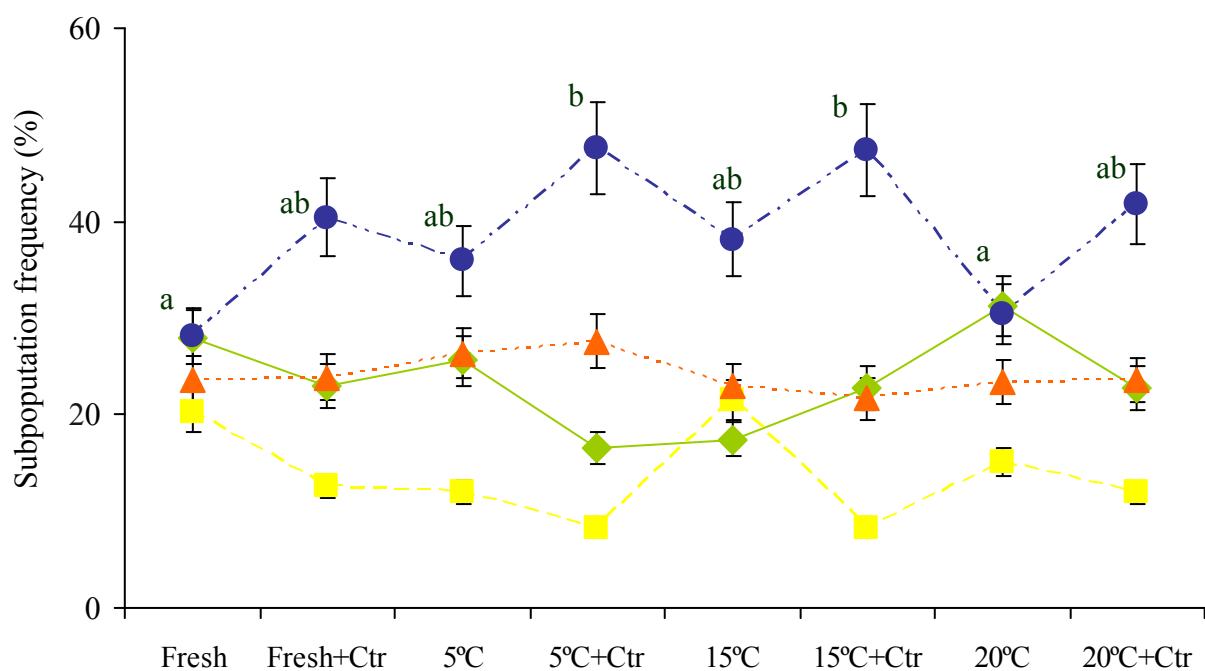 60
b
b
ab
ab
ab
ab
40
a
a
20
0
Subpoputation frequency (%)
Fresh Fresh+Ctr 5ºC 5ºC+Ctr 15ºC 15ºC+Ctr 20ºC 20ºC+Ctr